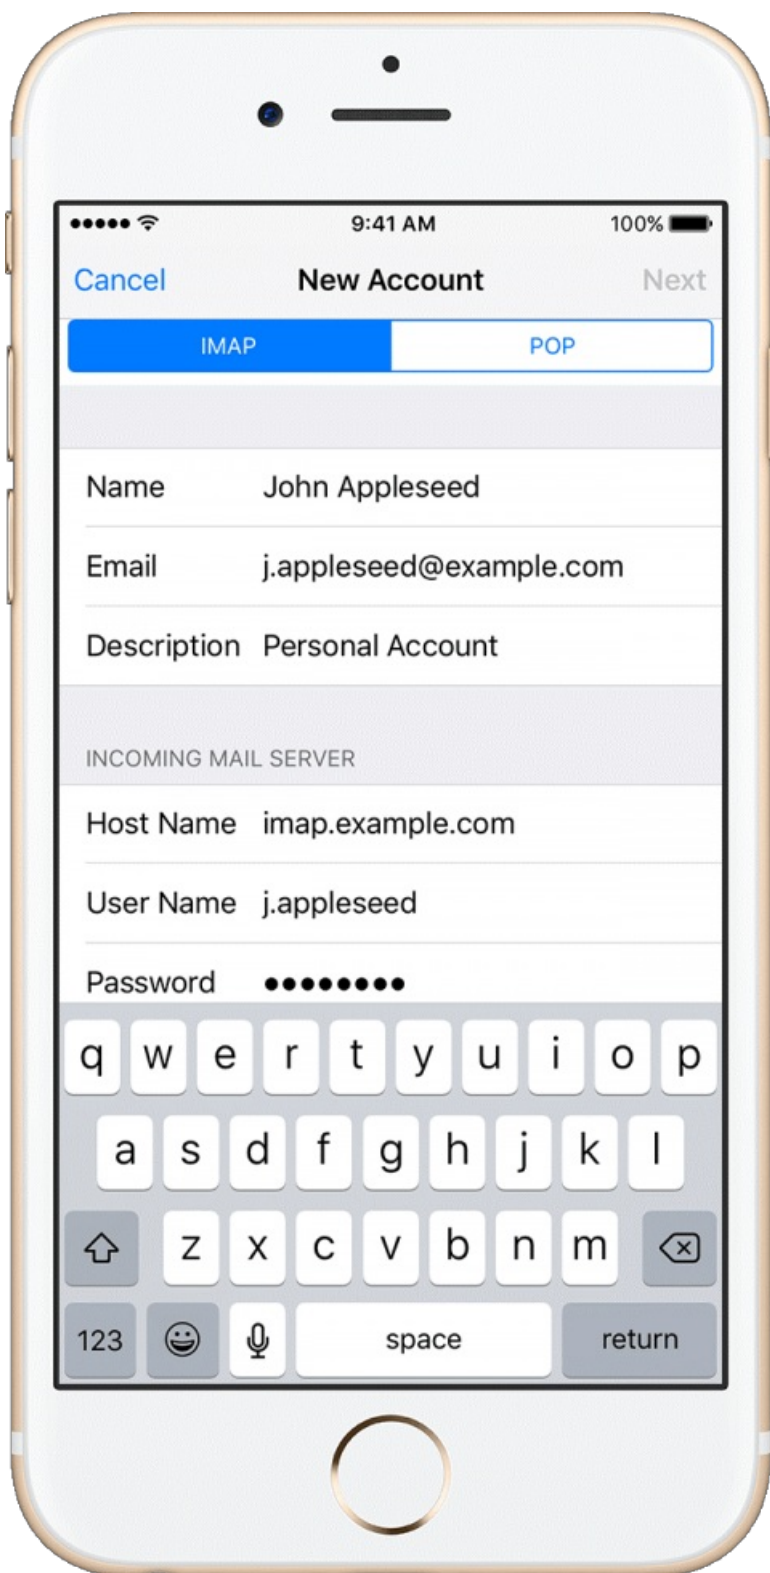 9:41 AM 100%
Cancel New Account Next
IMAP POP
Name John Appleseed
Email j.appleseed@example.com
Description Personal Account
INCOMING MAIL SERVER
Host Name imap.example.com
User Name j.appleseed
Password ••••••••
q w e r t y u i o p
a s d f g h j k l
z x c v b n m
123 space return